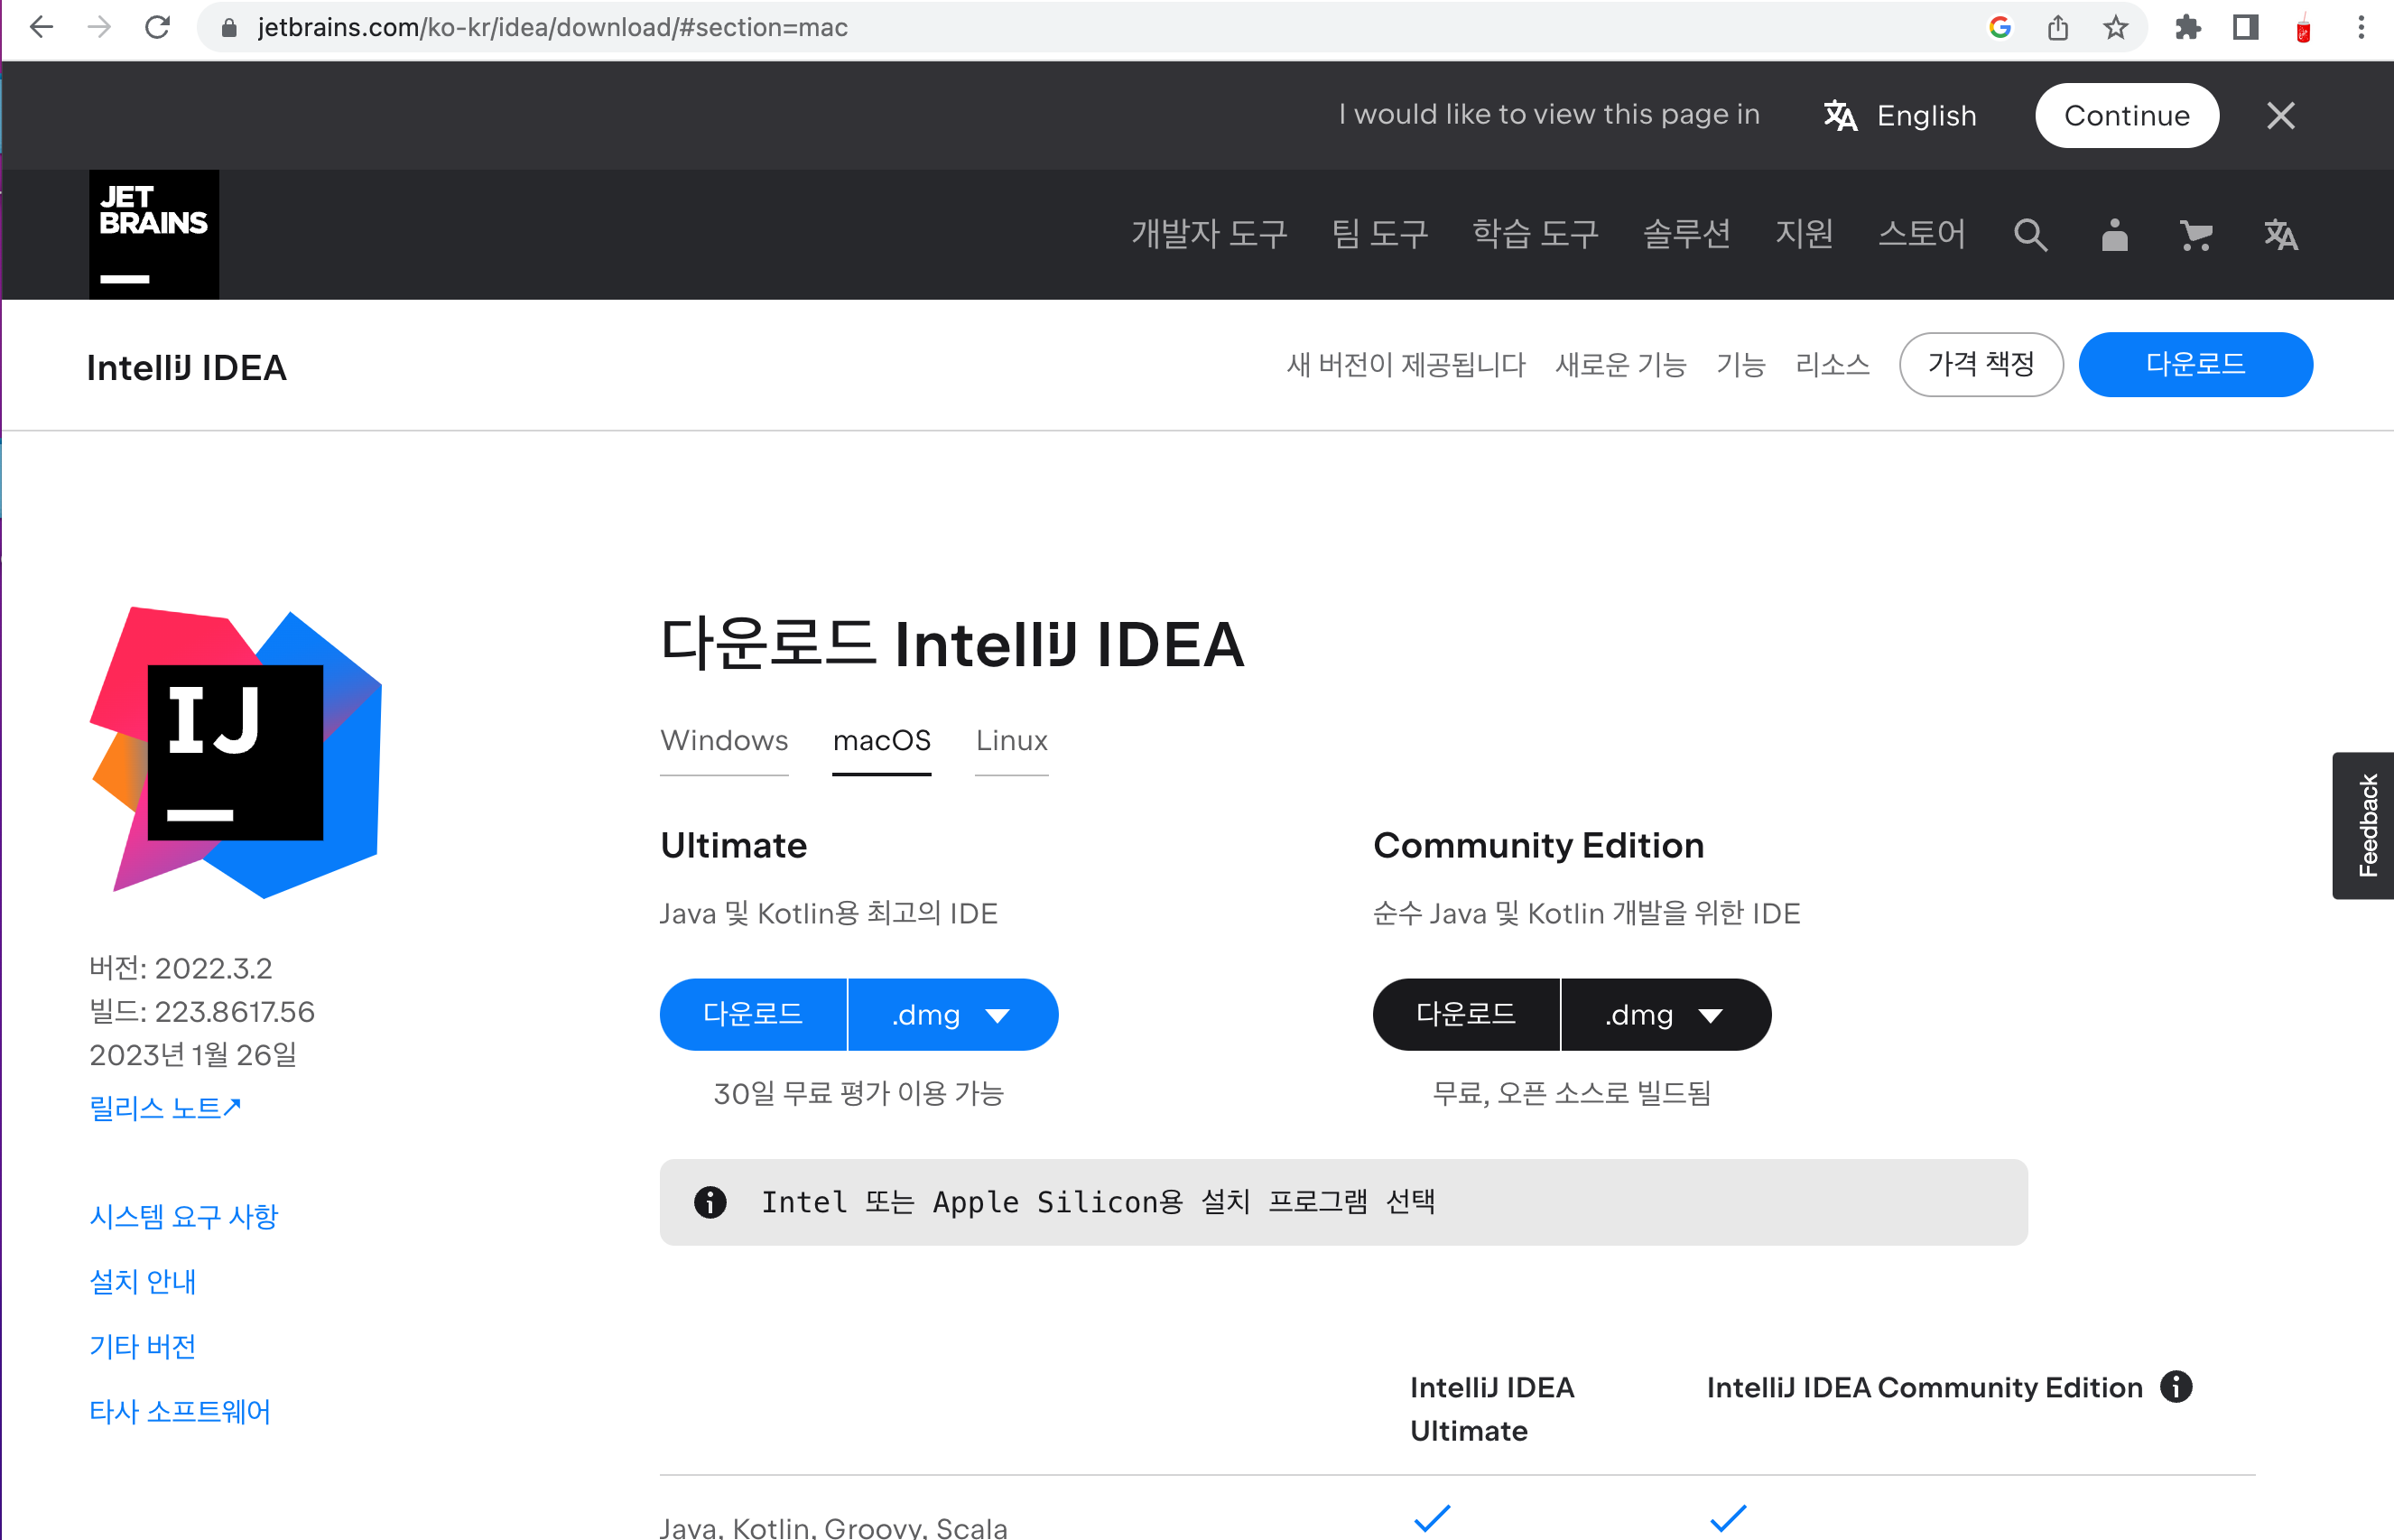 jetbrains.com/ko-kr/idea/download/#section=mac
I would like to view this page in English Continue
JET
BRAINS
개발자 도구 팀 도구 학습 도구 솔루션 지원 스토어
IntelliJ IDEA 새 버전이 제공됩니다 새로운 기능 기능 리소스 가격 책정 다운로드
IJ
버전: 2022.3.2
빌드: 223.8617.56
2023년 1월 26일
릴리스 노트↗
시스템 요구 사항
설치 안내
기타 버전
타사 소프트웨어
다운로드 IntelliJ IDEA
Windows macOS Linux
Ultimate
Java 및 Kotlin용 최고의 IDE
다운로드 .dmg
30일 무료 평가 이용 가능
Community Edition
순수 Java 및 Kotlin 개발을 위한 IDE
다운로드 .dmg
무료, 오픈 소스로 빌드됨
Intel 또는 Apple Silicon용 설치 프로그램 선택
IntelliJ IDEA
Ultimate
IntelliJ IDEA Community Edition
Java, Kotlin, Groovy, Scala
Feedback